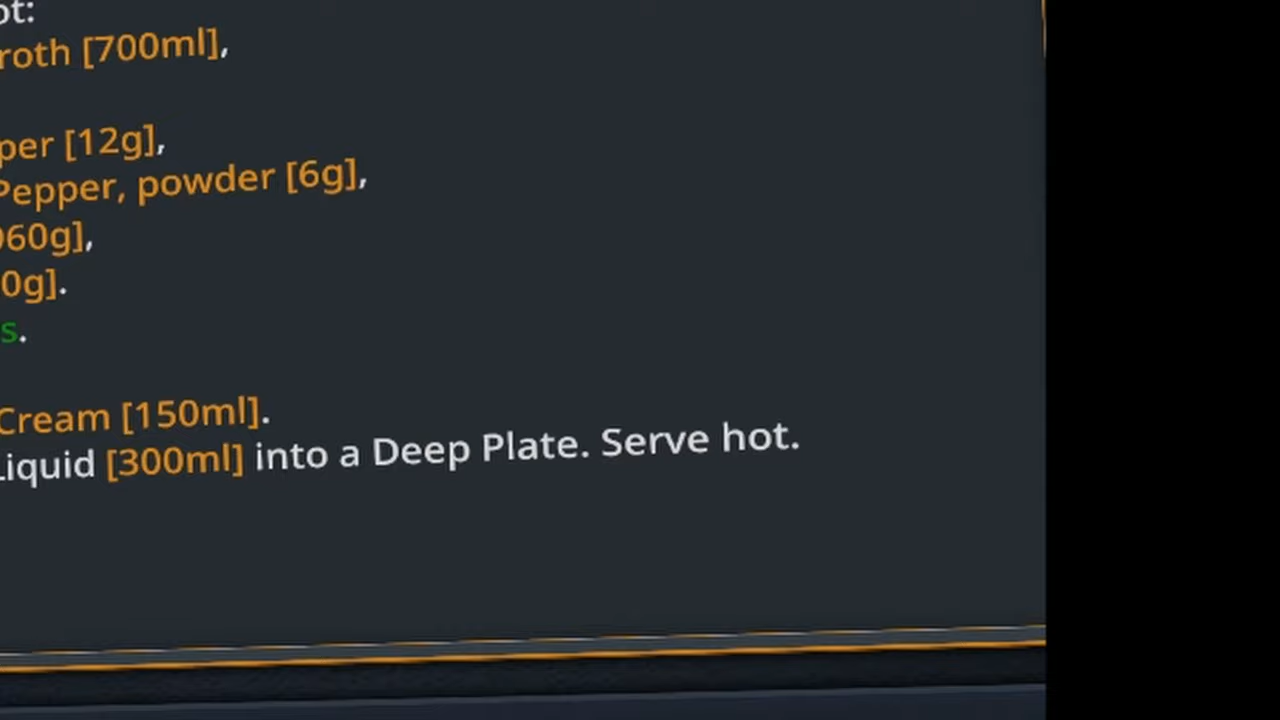 ot:
roth [700ml],
per [12g],
Pepper, powder [6g],
060g],
0g].
s.
Cream [150ml].
Liquid [300ml] into a Deep Plate. Serve hot.